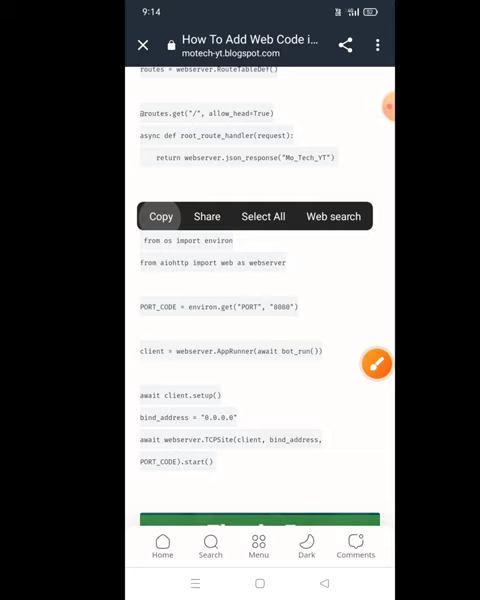 9:14
How To Add Web Code i...
motech-yt.blogspot.com
routes = webserver.RouteTableDef()
@routes.get("/", allow_head=True)
async def root_route_handler(request):
return webserver.json_response("Mo_Tech_YT")
Copy Share Select All Web search
from os import environ
from aiohttp import web as webserver
PORT_CODE = environ.get("PORT", "8080")
client = webserver.AppRunner(await bot_run())
await client.setup()
bind_address = "0.0.0.0"
await webserver.TCPSite(client, bind_address,
PORT_CODE).start()
Home Search Menu Dark Comments